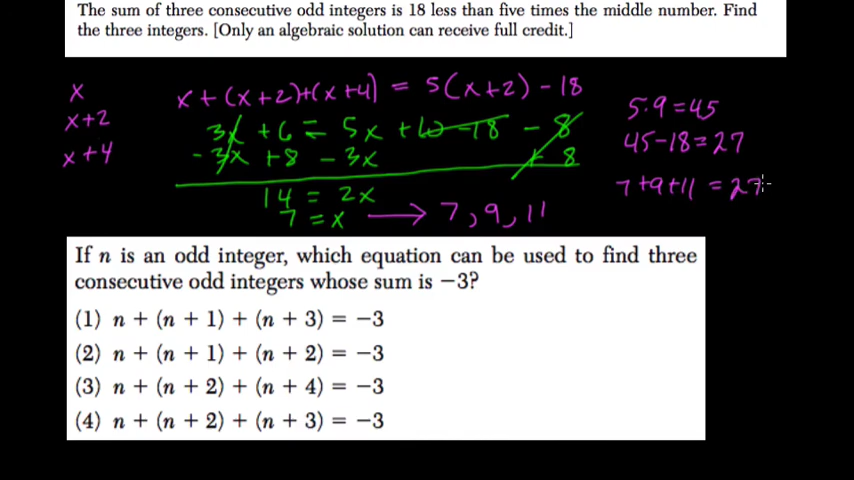 The sum of three consecutive odd integers is 18 less than five times the middle number. Find
the three integers. [Only an algebraic solution can receive full credit.]
x
x+2
x+4
x + (x+2)+(x+4) = 5(x+2) - 18
3x + 6 = 5x + 10 - 18 - 8
- 3x + 8 - 3x + 8
14 = 2x
7 = x → 7, 9, 11
5·9 = 45
45-18 = 27
7+9+11 = 27
If n is an odd integer, which equation can be used to find three
consecutive odd integers whose sum is −3?
(1) n + (n + 1) + (n + 3) = −3
(2) n + (n + 1) + (n + 2) = −3
(3) n + (n + 2) + (n + 4) = −3
(4) n + (n + 2) + (n + 3) = −3